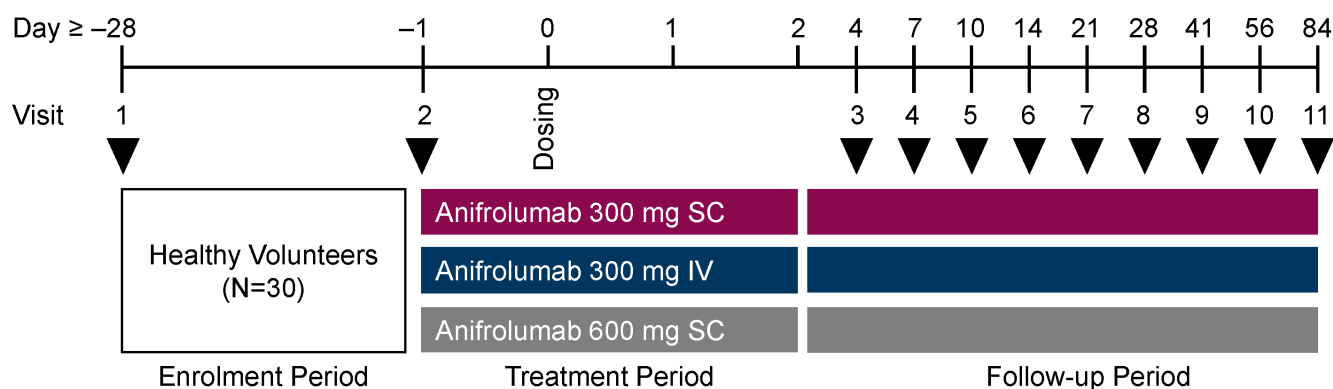 Day ≥ –28 –1 0 1 2 4 7 10 14 21 28 41 56 84
Visit 1 2 Dosing 3 4 5 6 7 8 9 10 11
Healthy Volunteers
(N=30)
Anifrolumab 300 mg SC
Anifrolumab 300 mg IV
Anifrolumab 600 mg SC
Enrolment Period Treatment Period Follow-up Period